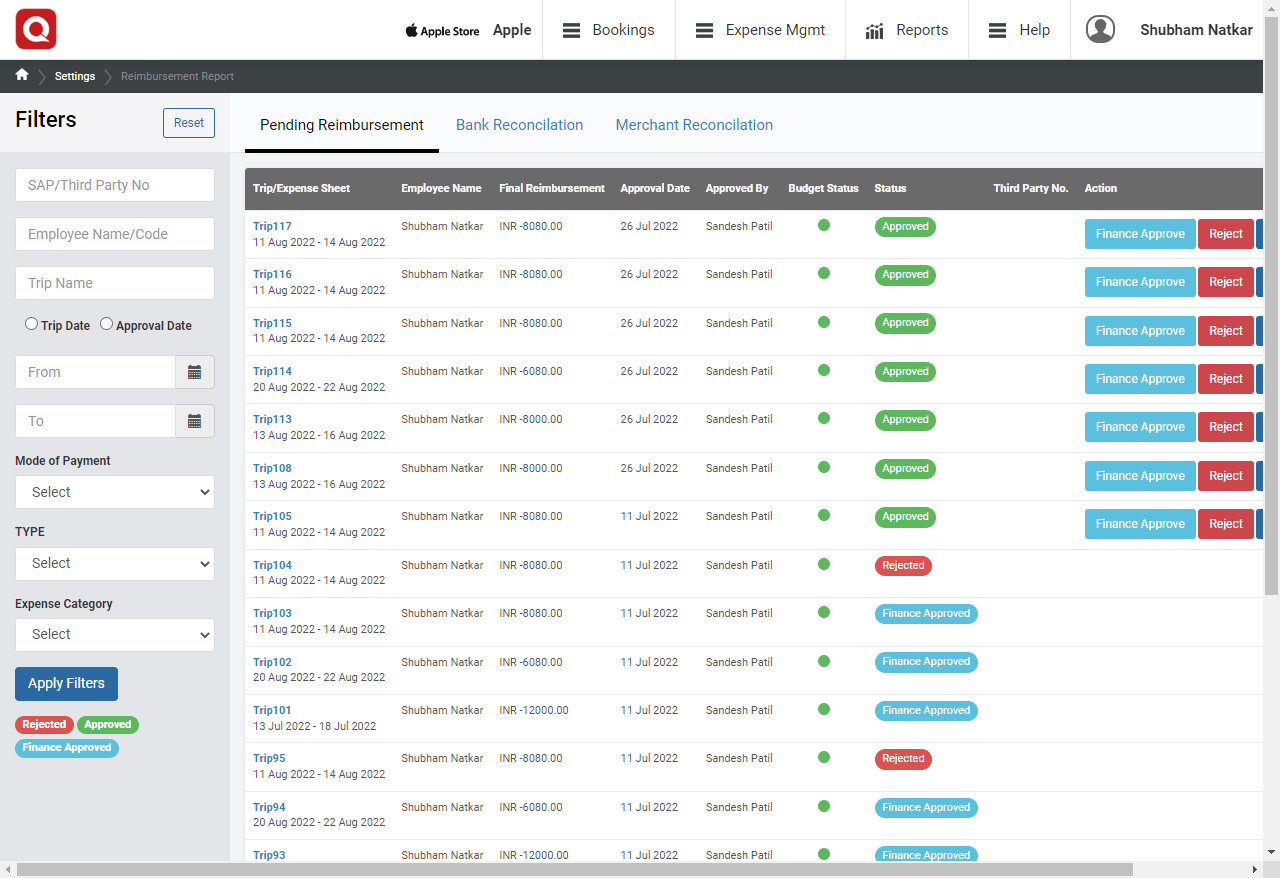 Apple Store Apple Bookings Expense Mgmt Reports Help Shubham Natkar
Settings Reimbursement Report
Filters Reset
SAP/Third Party No
Employee Name/Code
Trip Name
Trip Date Approval Date
From
To
Mode of Payment
Select
TYPE
Select
Expense Category
Select
Apply Filters
Rejected Approved
Finance Approved
Pending Reimbursement Bank Reconcilation Merchant Reconcilation
Trip/Expense Sheet Employee Name Final Reimbursement Approval Date Approved By Budget Status Status Third Party No. Action
Trip117 Shubham Natkar INR -8080.00 26 Jul 2022 Sandesh Patil Approved Finance Approve Reject
11 Aug 2022 - 14 Aug 2022
Trip116 Shubham Natkar INR -8080.00 26 Jul 2022 Sandesh Patil Approved Finance Approve Reject
11 Aug 2022 - 14 Aug 2022
Trip115 Shubham Natkar INR -8080.00 26 Jul 2022 Sandesh Patil Approved Finance Approve Reject
11 Aug 2022 - 14 Aug 2022
Trip114 Shubham Natkar INR -6080.00 26 Jul 2022 Sandesh Patil Approved Finance Approve Reject
20 Aug 2022 - 22 Aug 2022
Trip113 Shubham Natkar INR -8000.00 26 Jul 2022 Sandesh Patil Approved Finance Approve Reject
13 Aug 2022 - 16 Aug 2022
Trip108 Shubham Natkar INR -8000.00 26 Jul 2022 Sandesh Patil Approved Finance Approve Reject
13 Aug 2022 - 16 Aug 2022
Trip105 Shubham Natkar INR -8080.00 11 Jul 2022 Sandesh Patil Approved Finance Approve Reject
11 Aug 2022 - 14 Aug 2022
Trip104 Shubham Natkar INR -8080.00 11 Jul 2022 Sandesh Patil Rejected
11 Aug 2022 - 14 Aug 2022
Trip103 Shubham Natkar INR -8080.00 11 Jul 2022 Sandesh Patil Finance Approved
11 Aug 2022 - 14 Aug 2022
Trip102 Shubham Natkar INR -6080.00 11 Jul 2022 Sandesh Patil Finance Approved
20 Aug 2022 - 22 Aug 2022
Trip101 Shubham Natkar INR -12000.00 11 Jul 2022 Sandesh Patil Finance Approved
13 Jul 2022 - 18 Jul 2022
Trip95 Shubham Natkar INR -8080.00 11 Jul 2022 Sandesh Patil Rejected
11 Aug 2022 - 14 Aug 2022
Trip94 Shubham Natkar INR -6080.00 11 Jul 2022 Sandesh Patil Finance Approved
20 Aug 2022 - 22 Aug 2022
Trip93 Shubham Natkar INR -12000.00 11 Jul 2022 Sandesh Patil Finance Approved